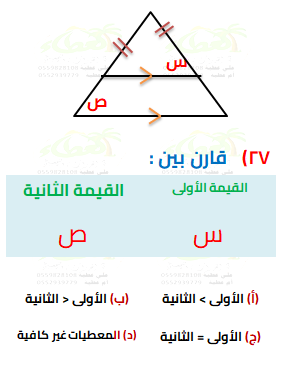 س
ص
٢٧) قارن بين :
القيمة الأولى القيمة الثانية
س ص
(أ) الأولى > الثانية (ب) الأولى < الثانية
(ج) الأولى = الثانية (د) المعطيات غير كافية